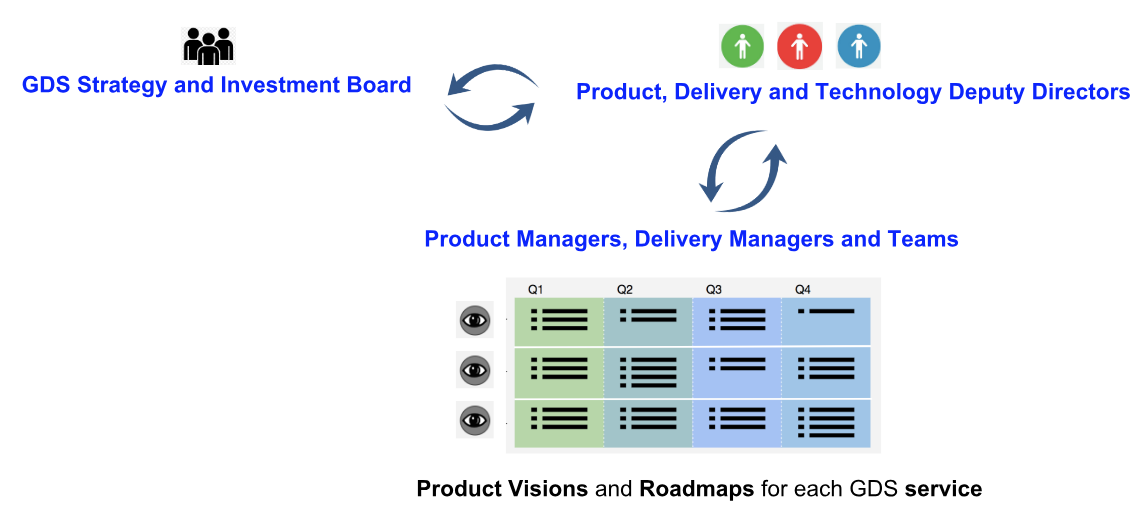 GDS Strategy and Investment Board
Product, Delivery and Technology Deputy Directors
Product Managers, Delivery Managers and Teams
Q1 Q2 Q3 Q4
Product Visions and Roadmaps for each GDS service